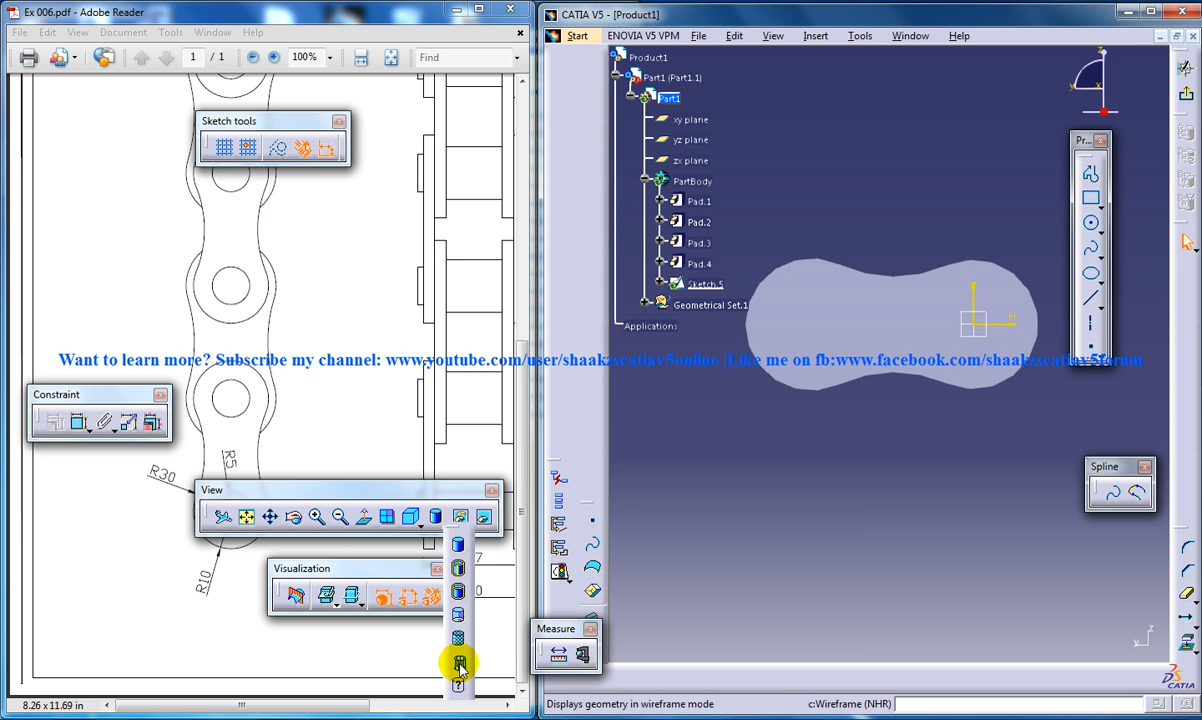 Ex 006.pdf - Adobe Reader
File Edit View Document Tools Window Help
1 / 1 100% Find
Sketch tools
Constraint
R30
R5
View
R10
7
Visualization
0
8.26 x 11.69 in
CATIA V5 - [Product1]
Start ENOVIA V5 VPM File Edit View Insert Tools Window Help
Product1
Part1 (Part1.1)
Part1
xy plane
yz plane
zx plane
PartBody
Pad.1
Pad.2
Pad.3
Pad.4
Sketch.5
Geometrical Set.1
Applications
z
y
x
Pr...
H
Want to learn more? Subscribe my channel: www.youtube.com/user/shaakzscatiav5online |Like me on fb:www.facebook.com/shaakzscatiav5forum
Spline
Measure
z
CATIA
Displays geometry in wireframe mode c:Wireframe (NHR)